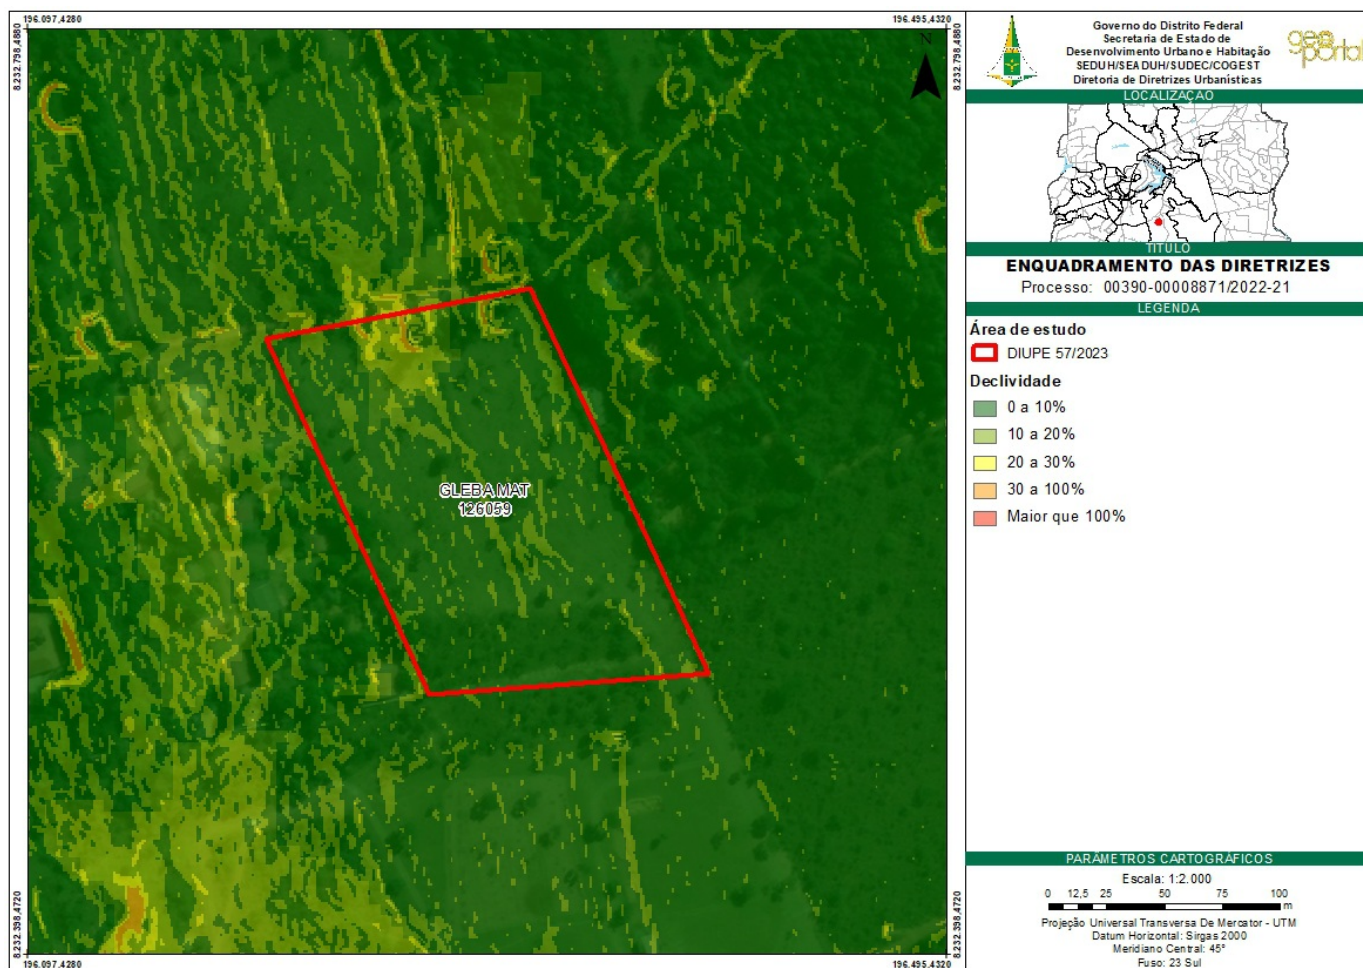 196.097,4280
196.495,4320
8.232.798,4880
8.232.798,4880
N
GLEBA MAT
126059
8.232.398,4720
8.232.398,4720
196.097,4280
196.495,4320
Governo do Distrito Federal
Secretaria de Estado de
Desenvolvimento Urbano e Habitação
SEDUH/SEADUH/SUDEC/COGEST
Diretoria de Diretrizes Urbanísticas
geo
portal
LOCALIZAÇÃO
TÍTULO
ENQUADRAMENTO DAS DIRETRIZES
Processo: 00390-00008871/2022-21
LEGENDA
Área de estudo
DIUPE 57/2023
Declividade
0 a 10%
10 a 20%
20 a 30%
30 a 100%
Maior que 100%
PARÂMETROS CARTOGRÁFICOS
Escala: 1:2.000
0 12,5 25 50 75 100
m
Projeção Universal Transversa De Mercator - UTM
Datum Horizontal: Sirgas 2000
Meridiano Central: 45°
Fuso: 23 Sul